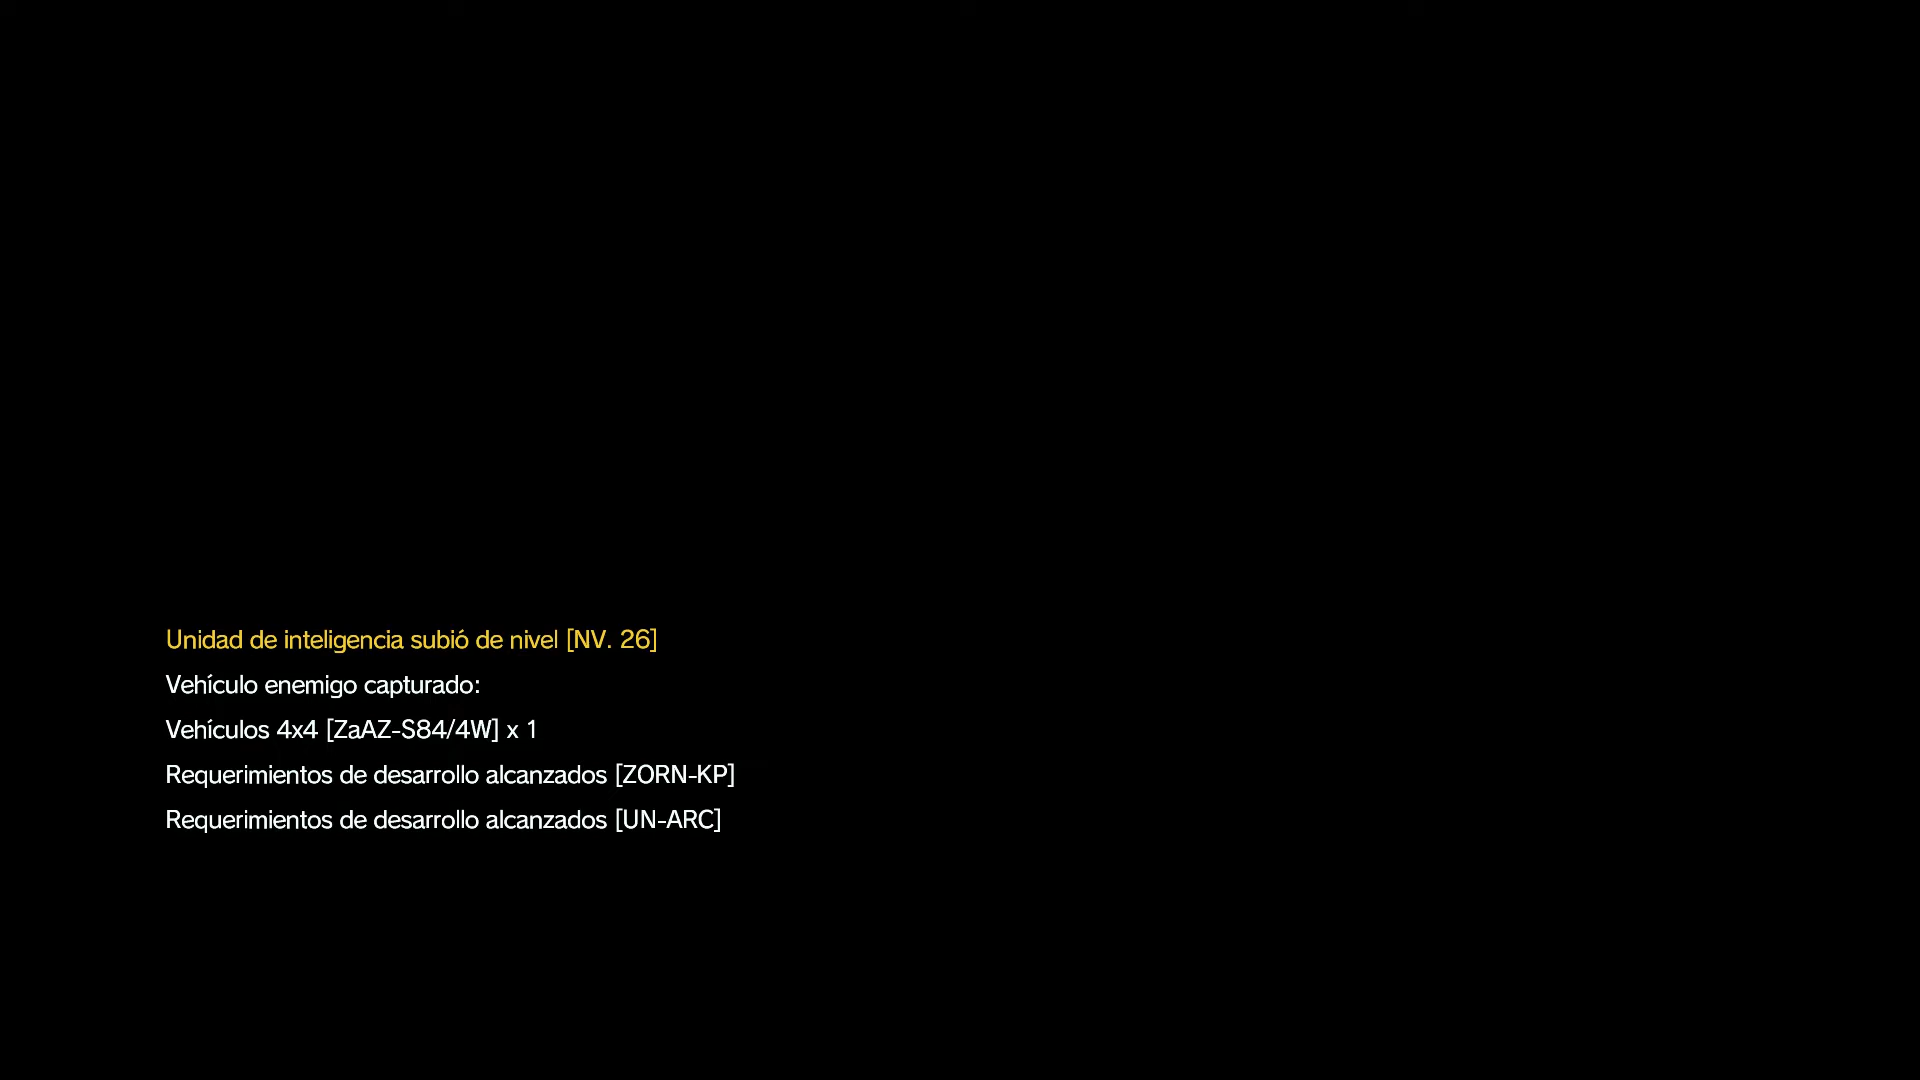 Unidad de inteligencia subió de nivel [NV. 26]
Vehículo enemigo capturado:
Vehículos 4x4 [ZaAZ-S84/4W] x 1
Requerimientos de desarrollo alcanzados [ZORN-KP]
Requerimientos de desarrollo alcanzados [UN-ARC]